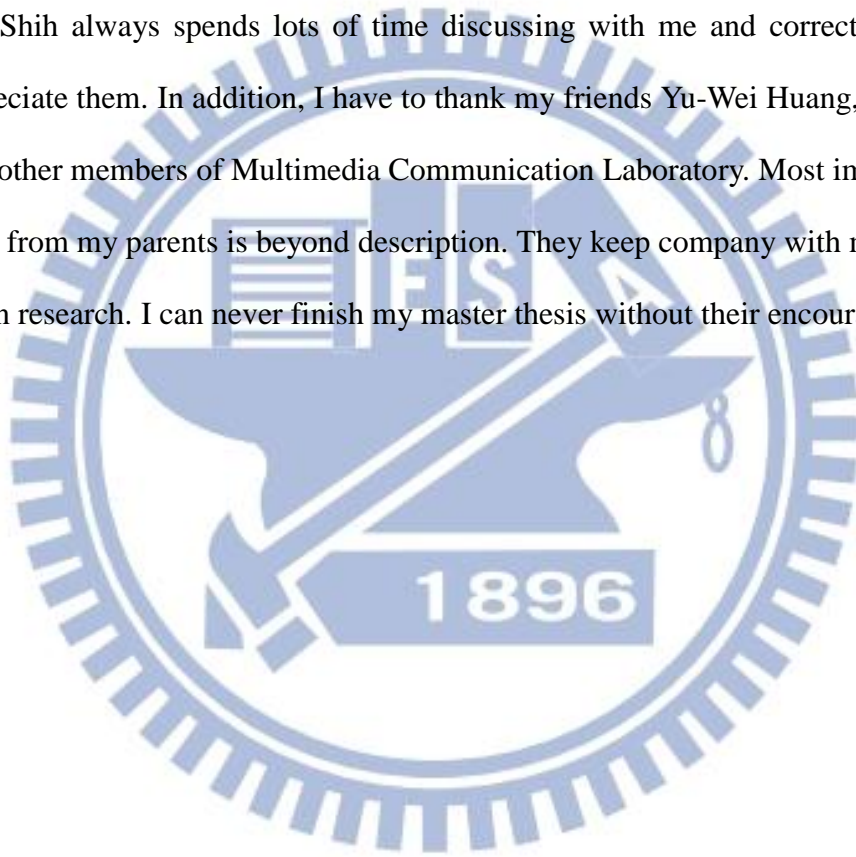 Shih always spends lots of time discussing with me and correct
eciate them. In addition, I have to thank my friends Yu-Wei Huang,
other members of Multimedia Communication Laboratory. Most im
from my parents is beyond description. They keep company with
n research. I can never finish my master thesis without their encour
E S A
1896